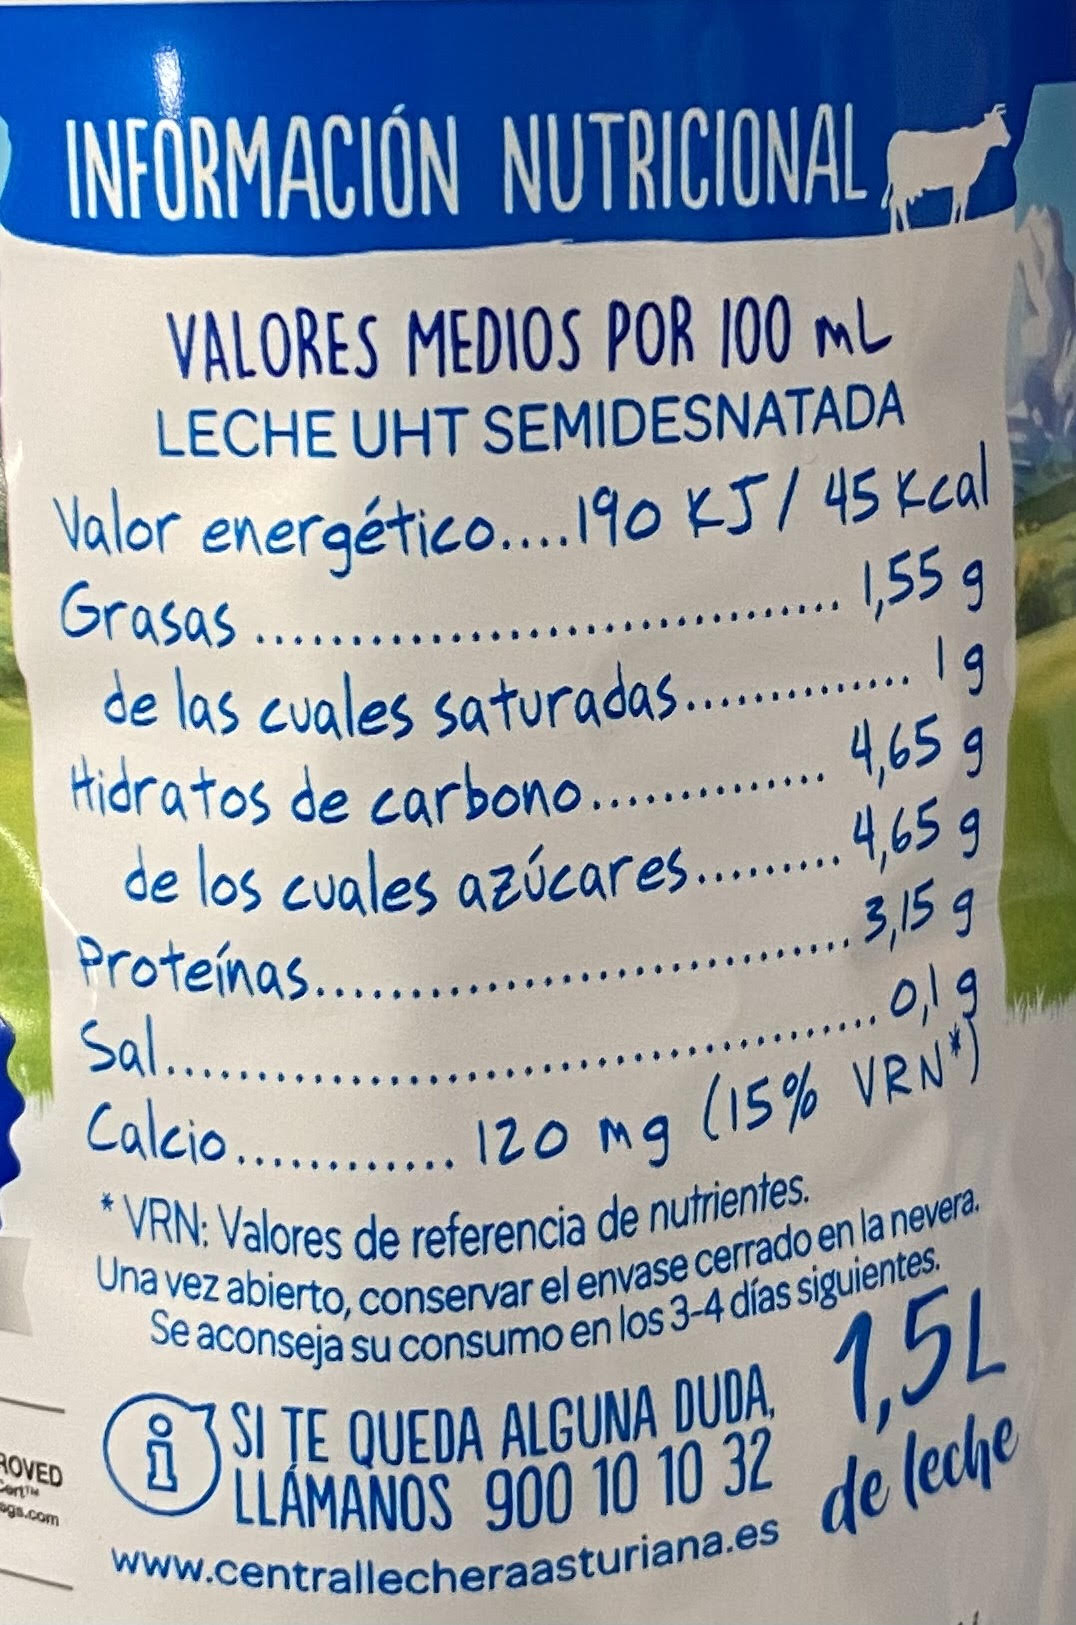 INFORMACIÓN NUTRICIONAL
VALORES MEDIOS POR 100 mL
LECHE UHT SEMIDESNATADA
Valor energético....190 KJ / 45 Kcal
Grasas ................................ 1,55 g
de las cuales saturadas............... 1 g
Hidratos de carbono.............. 4,65 g
de los cuales azúcares......... 4,65 g
Proteínas............................. 3,15 g
Sal...................................... 0,1 g
Calcio............ 120 mg (15% VRN*)
* VRN: Valores de referencia de nutrientes.
Una vez abierto, conservar el envase cerrado en la nevera.
Se aconseja su consumo en los 3-4 días siguientes.
1,5L
de leche
i SI TE QUEDA ALGUNA DUDA,
LLÁMANOS 900 10 10 32
www.centrallecheraasturiana.es
ROVED
Cert™
sgs.com